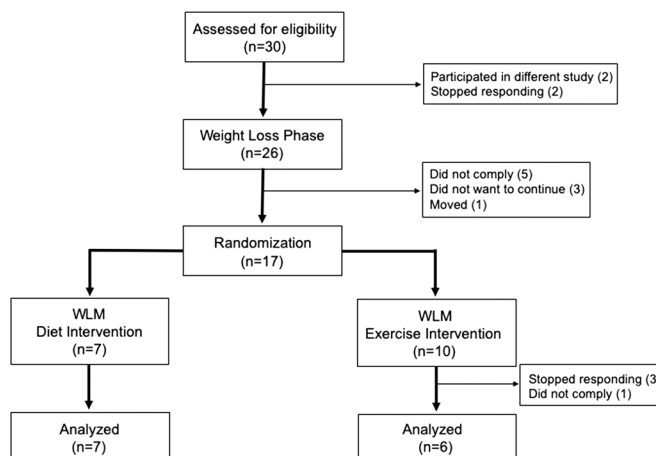 Assessed for eligibility
(n=30)
Participated in different study (2)
Stopped responding (2)
Weight Loss Phase
(n=26)
Did not comply (5)
Did not want to continue (3)
Moved (1)
Randomization
(n=17)
WLM
Diet Intervention
(n=7)
WLM
Exercise Intervention
(n=10)
Stopped responding (3
Did not comply (1)
Analyzed
(n=7)
Analyzed
(n=6)